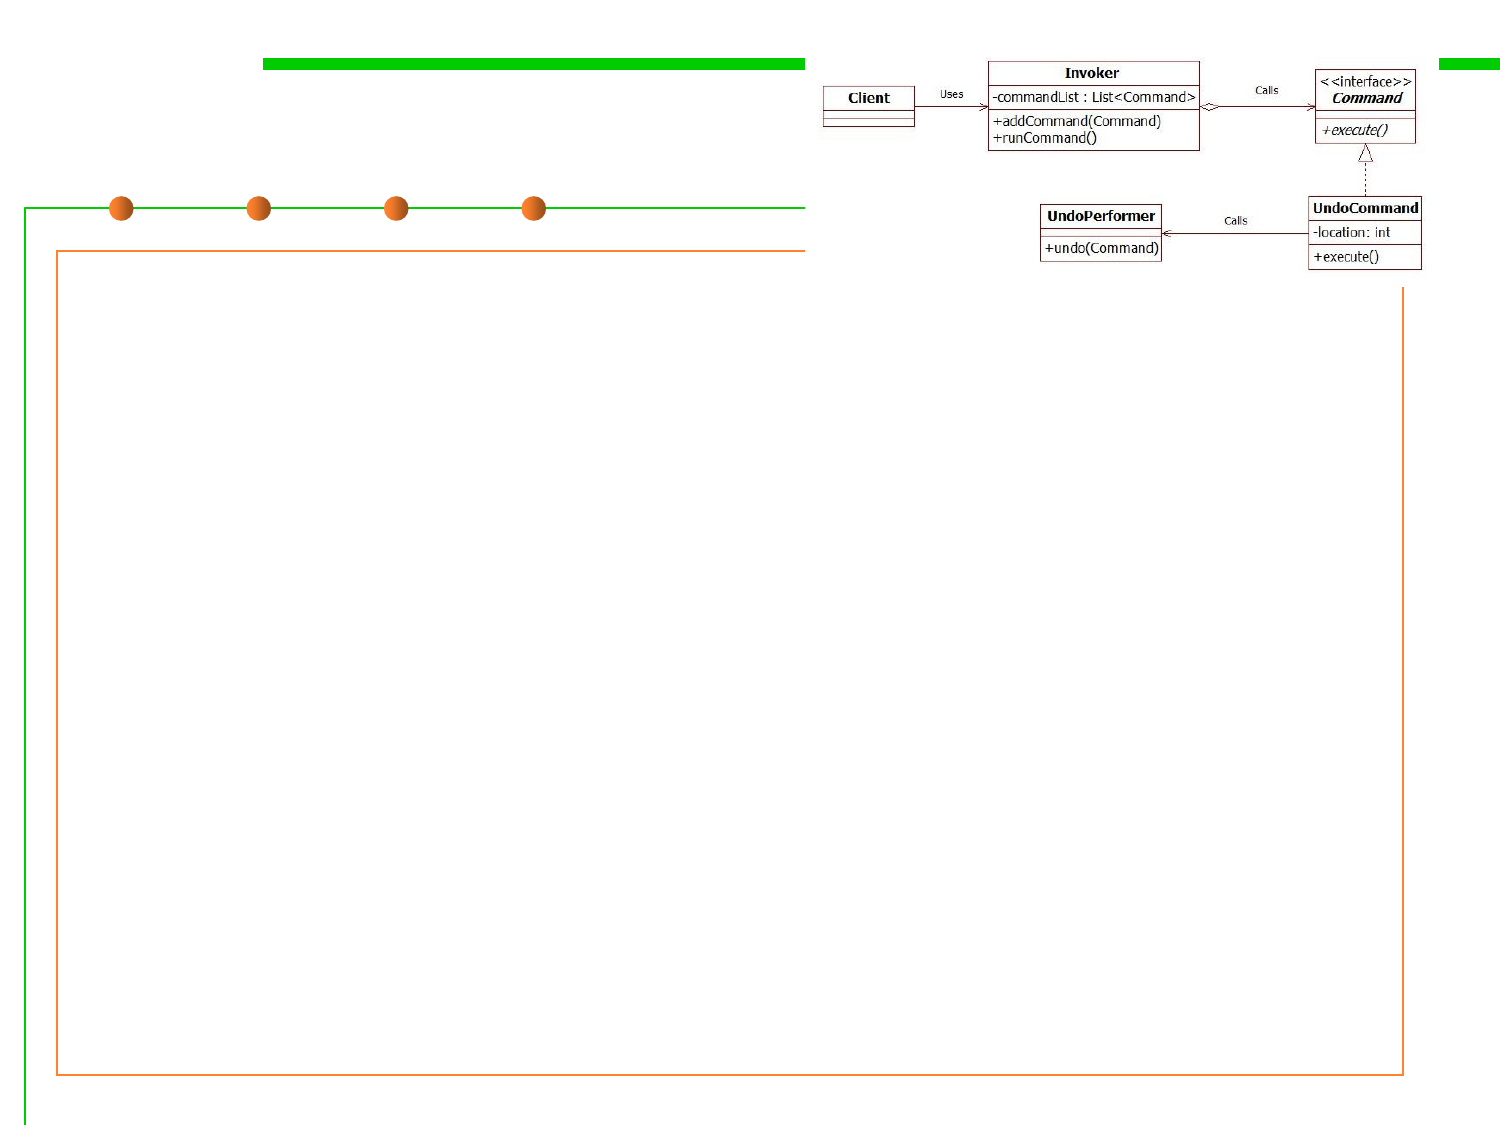 Client
Uses
Invoker
-commandList : List<Command>
+addCommand(Command)
+runCommand()
Calls
<<interface>>
Command
+execute()
UndoPerformer
+undo(Command)
Calls
UndoCommand
-location: int
+execute()